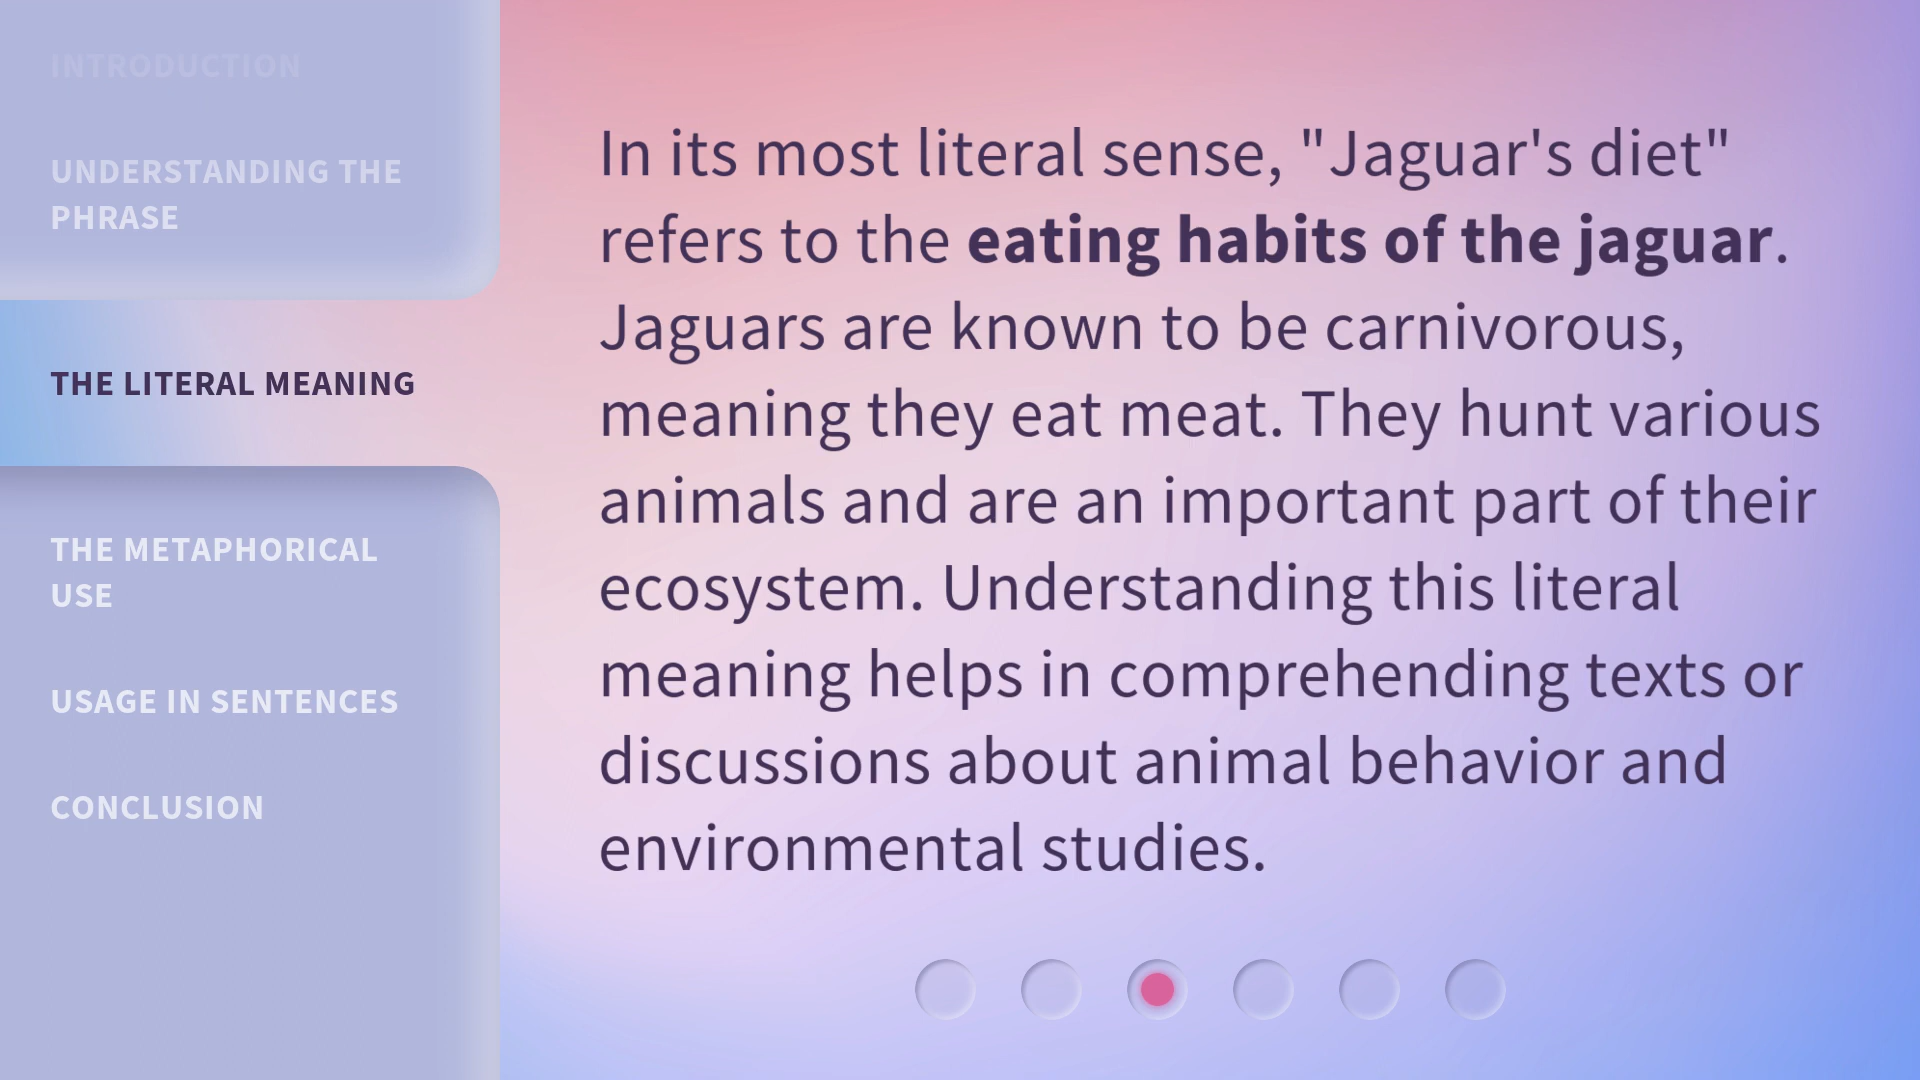 INTRODUCTION
UNDERSTANDING THE
PHRASE
THE LITERAL MEANING
THE METAPHORICAL
USE
USAGE IN SENTENCES
CONCLUSION
In its most literal sense, "Jaguar's diet"
refers to the eating habits of the jaguar.
Jaguars are known to be carnivorous,
meaning they eat meat. They hunt various
animals and are an important part of their
ecosystem. Understanding this literal
meaning helps in comprehending texts or
discussions about animal behavior and
environmental studies.